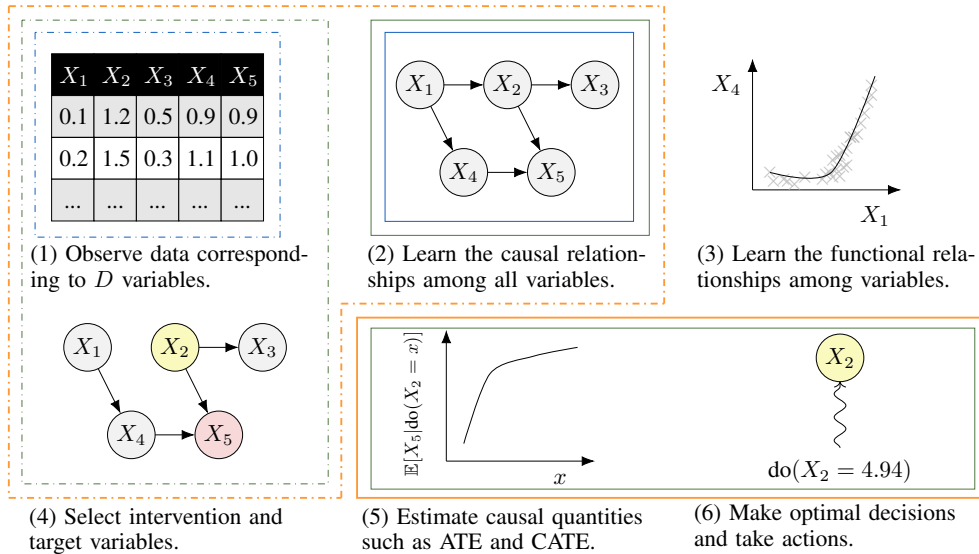 X1 X2 X3 X4 X5
0.1 1.2 0.5 0.9 0.9
0.2 1.5 0.3 1.1 1.0
... ... ... ... ...
(1) Observe data correspon-
ding to D variables.
X1 X2 X3
X4 X5
(2) Learn the causal relation-
ships among all variables.
X4
X1
(3) Learn the functional rela-
tionships among variables.
X1 X2 X3
X4 X5
(4) Select intervention and
target variables.
𝔼[X5|do(X2 = x)]
x
(5) Estimate causal quantities
such as ATE and CATE.
X2
do(X2 = 4.94)
(6) Make optimal decisions
and take actions.